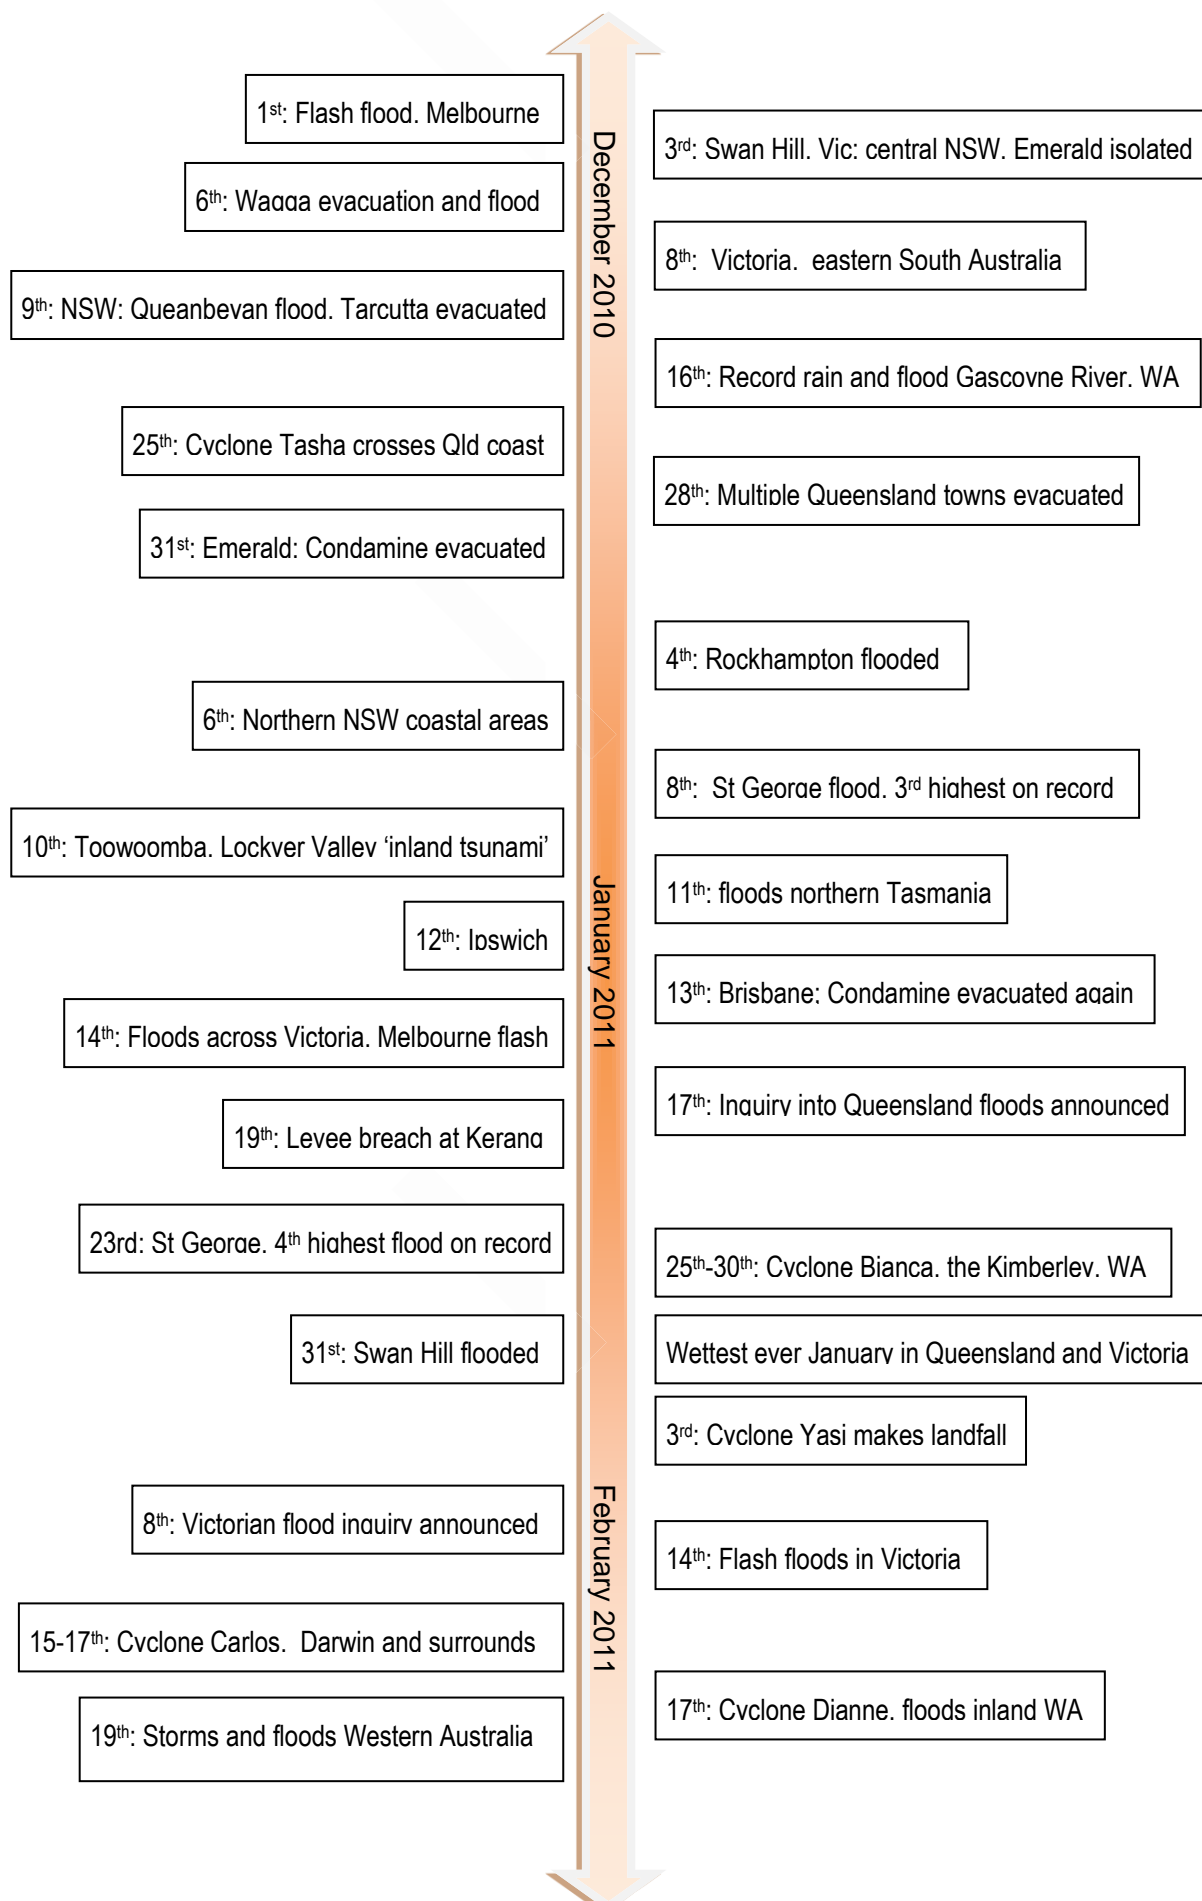 1st: Flash flood. Melbourne
3rd: Swan Hill. Vic: central NSW. Emerald isolated
6th: Wagga evacuation and flood
8th: Victoria. eastern South Australia
9th: NSW: Queanbeyan flood. Tarcutta evacuated
16th: Record rain and flood Gascoyne River. WA
25th: Cyclone Tasha crosses Qld coast
28th: Multiple Queensland towns evacuated
31st: Emerald: Condamine evacuated
December 2010
4th: Rockhampton flooded
6th: Northern NSW coastal areas
8th: St George flood. 3rd highest on record
10th: Toowoomba. Lockyer Valley ‘inland tsunami’
11th: floods northern Tasmania
12th: Ipswich
13th: Brisbane: Condamine evacuated again
14th: Floods across Victoria. Melbourne flash
17th: Inquiry into Queensland floods announced
19th: Levee breach at Kerang
23rd: St George. 4th highest flood on record
25th-30th: Cyclone Bianca. the Kimberley. WA
31st: Swan Hill flooded
Wettest ever January in Queensland and Victoria
January 2011
3rd: Cyclone Yasi makes landfall
8th: Victorian flood inquiry announced
14th: Flash floods in Victoria
15-17th: Cyclone Carlos. Darwin and surrounds
17th: Cyclone Dianne. floods inland WA
19th: Storms and floods Western Australia
February 2011